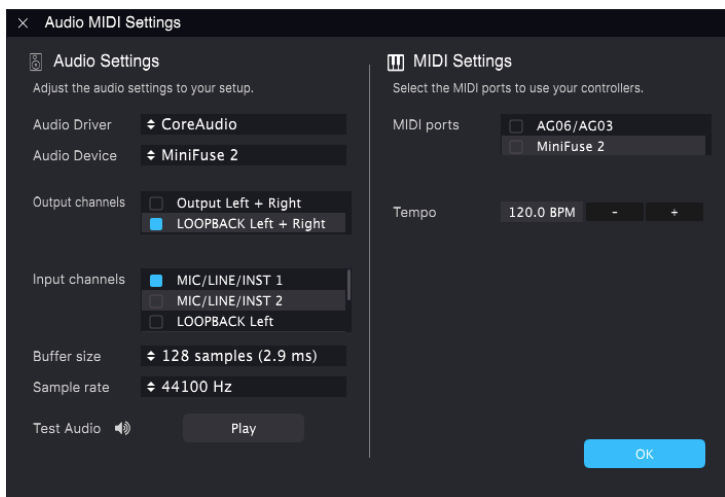 × Audio MIDI Settings
Audio Settings
Adjust the audio settings to your setup.
Audio Driver
CoreAudio
Audio Device
MiniFuse 2
Output channels
Output Left + Right
LOOPBACK Left + Right
Input channels
MIC/LINE/INST 1
MIC/LINE/INST 2
LOOPBACK Left
Buffer size
128 samples (2.9 ms)
Sample rate
44100 Hz
Test Audio
Play
MIDI Settings
Select the MIDI ports to use your controllers.
MIDI ports
AG06/AG03
MiniFuse 2
Tempo
120.0 BPM - +
OK